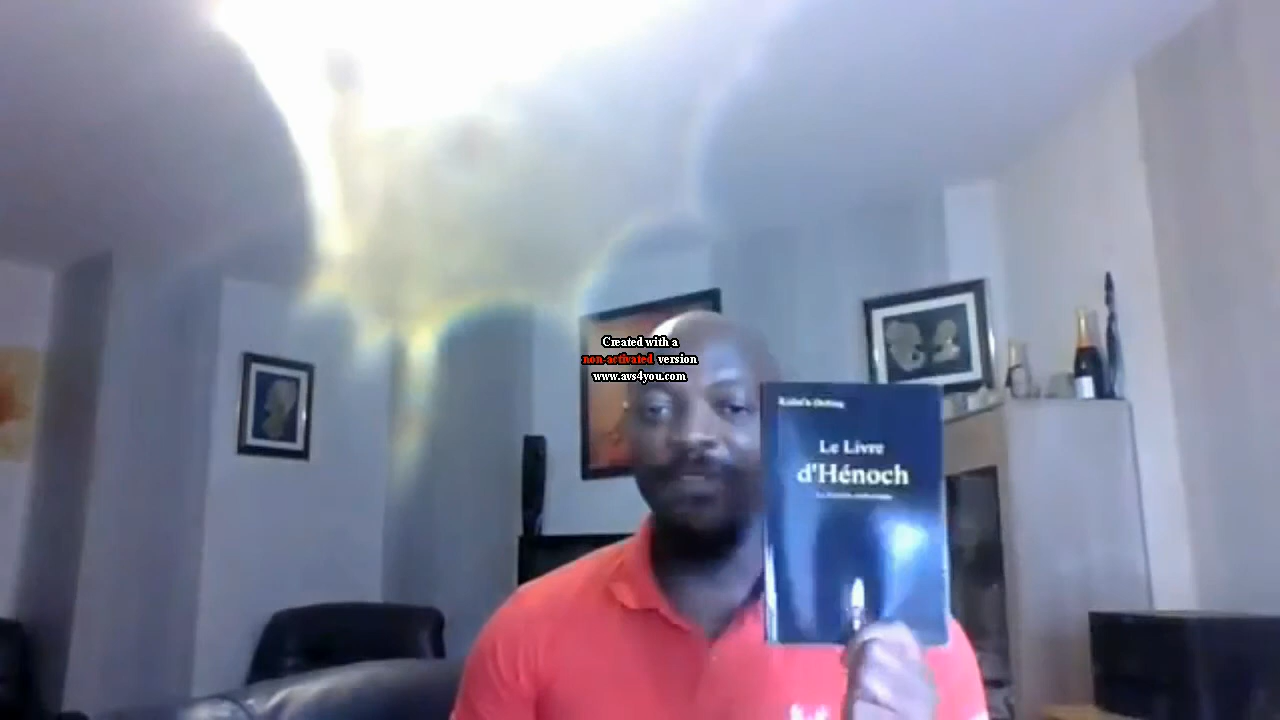 Created with a
non-activated version
www.avs4you.com
Le Livre
d'Hénoch